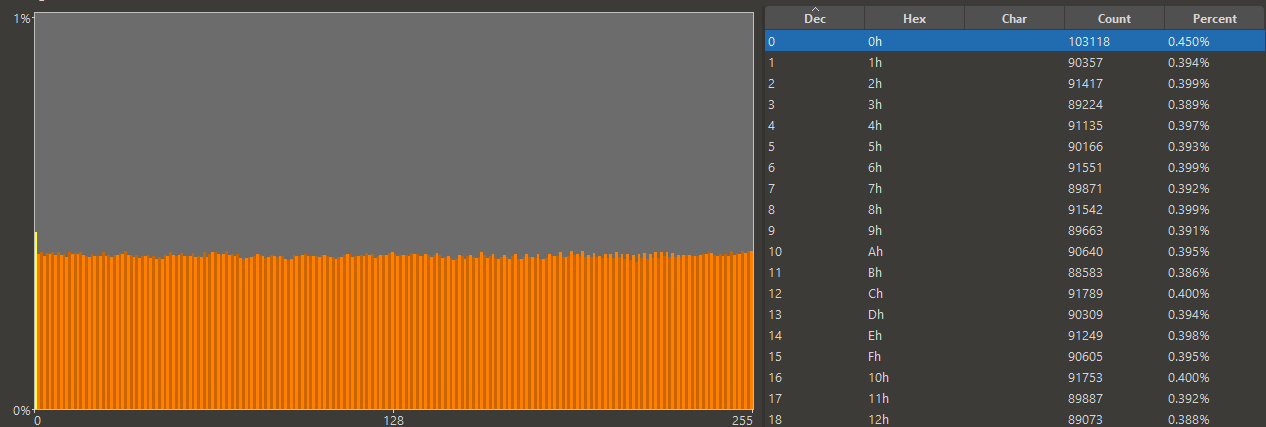 1%
0%
0 128 255
Dec Hex Char Count Percent
0 0h 103118 0.450%
1 1h 90357 0.394%
2 2h 91417 0.399%
3 3h 89224 0.389%
4 4h 91135 0.397%
5 5h 90166 0.393%
6 6h 91551 0.399%
7 7h 89871 0.392%
8 8h 91542 0.399%
9 9h 89663 0.391%
10 Ah 90640 0.395%
11 Bh 88583 0.386%
12 Ch 91789 0.400%
13 Dh 90309 0.394%
14 Eh 91249 0.398%
15 Fh 90605 0.395%
16 10h 91753 0.400%
17 11h 89887 0.392%
18 12h 89073 0.388%